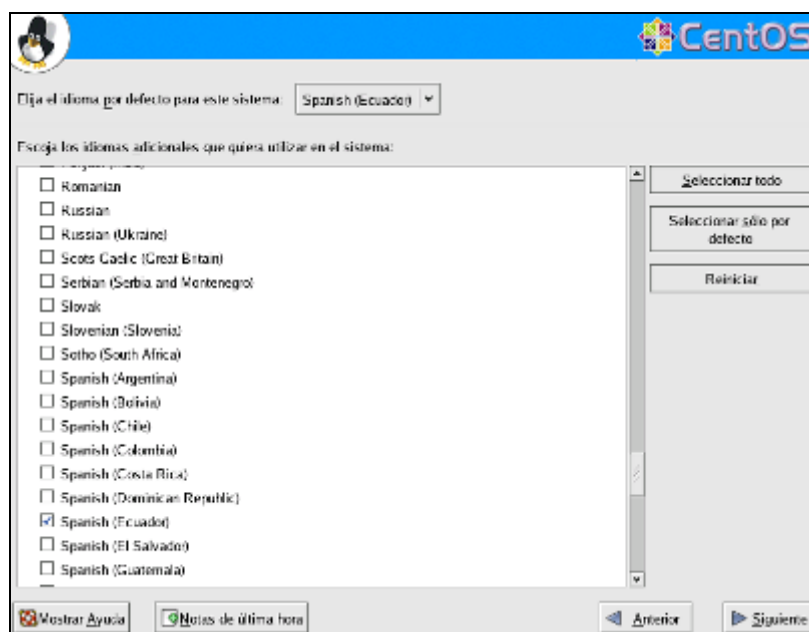 CentOS
Elija el idioma por defecto para este sistema: Spanish (Ecuador)
Escoja los idiomas adicionales que quiera utilizar en el sistema:
Romanian
Russian
Russian (Ukraine)
Scots Gaelic (Great Britain)
Serbian (Serbia and Montenegro)
Slovak
Slovenian (Slovenia)
Sotho (South Africa)
Spanish (Argentina)
Spanish (Bolivia)
Spanish (Chile)
Spanish (Colombia)
Spanish (Costa Rica)
Spanish (Dominican Republic)
Spanish (Ecuador)
Spanish (El Salvador)
Spanish (Guatemala)
Seleccionar todo
Seleccionar sólo por
defecto
Reiniciar
Mostrar Ayuda
Notas de última hora
Anterior
Siguiente